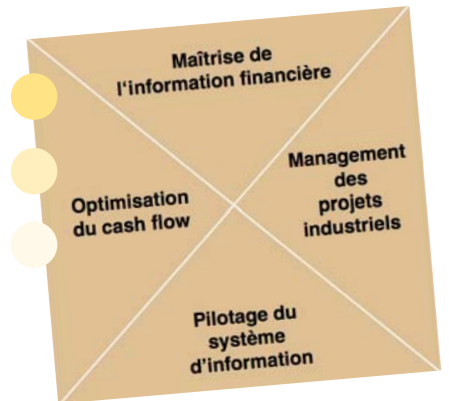 Maîtrise de
l'information financière
Management
des
projets
industriels
Optimisation
du cash flow
Pilotage du
système
d'information